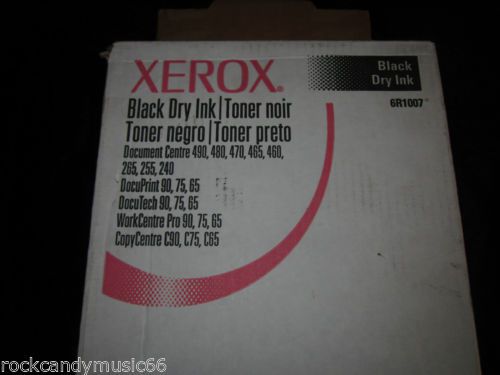 XEROX®
Black
Dry Ink
6R1007
Black Dry Ink | Toner noir
Toner negro | Toner preto
Document Centre 490, 480, 470, 465, 460,
265, 255, 240
DocuPrint 90, 75, 65
DocuTech 90, 75, 65
WorkCentre Pro 90, 75, 65
CopyCentre C90, C75, C65
rockcandymusic66